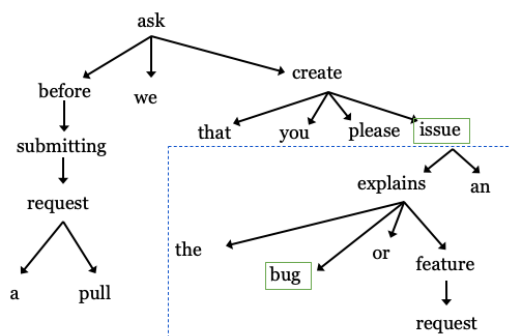 ask
before
we
create
that
you
please
issue
submitting
request
a
pull
explains
an
the
bug
or
feature
request